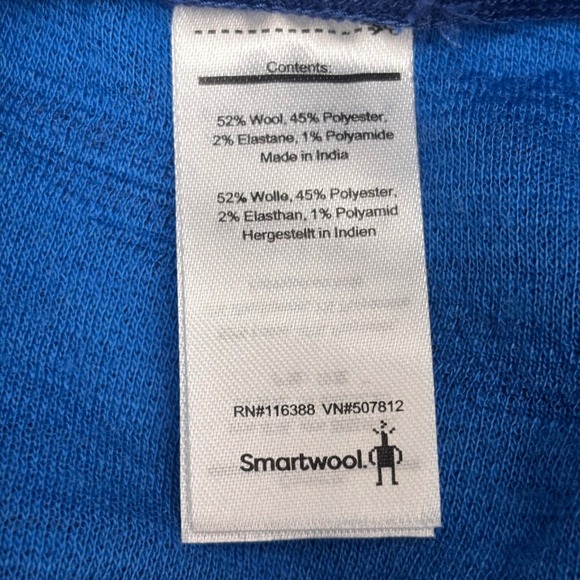 Contents:
52% Wool, 45% Polyester,
2% Elastane, 1% Polyamide
Made in India
52% Wolle, 45% Polyester,
2% Elasthan, 1% Polyamid
Hergestellt in Indien
RN#116388 VN#507812
Smartwool.